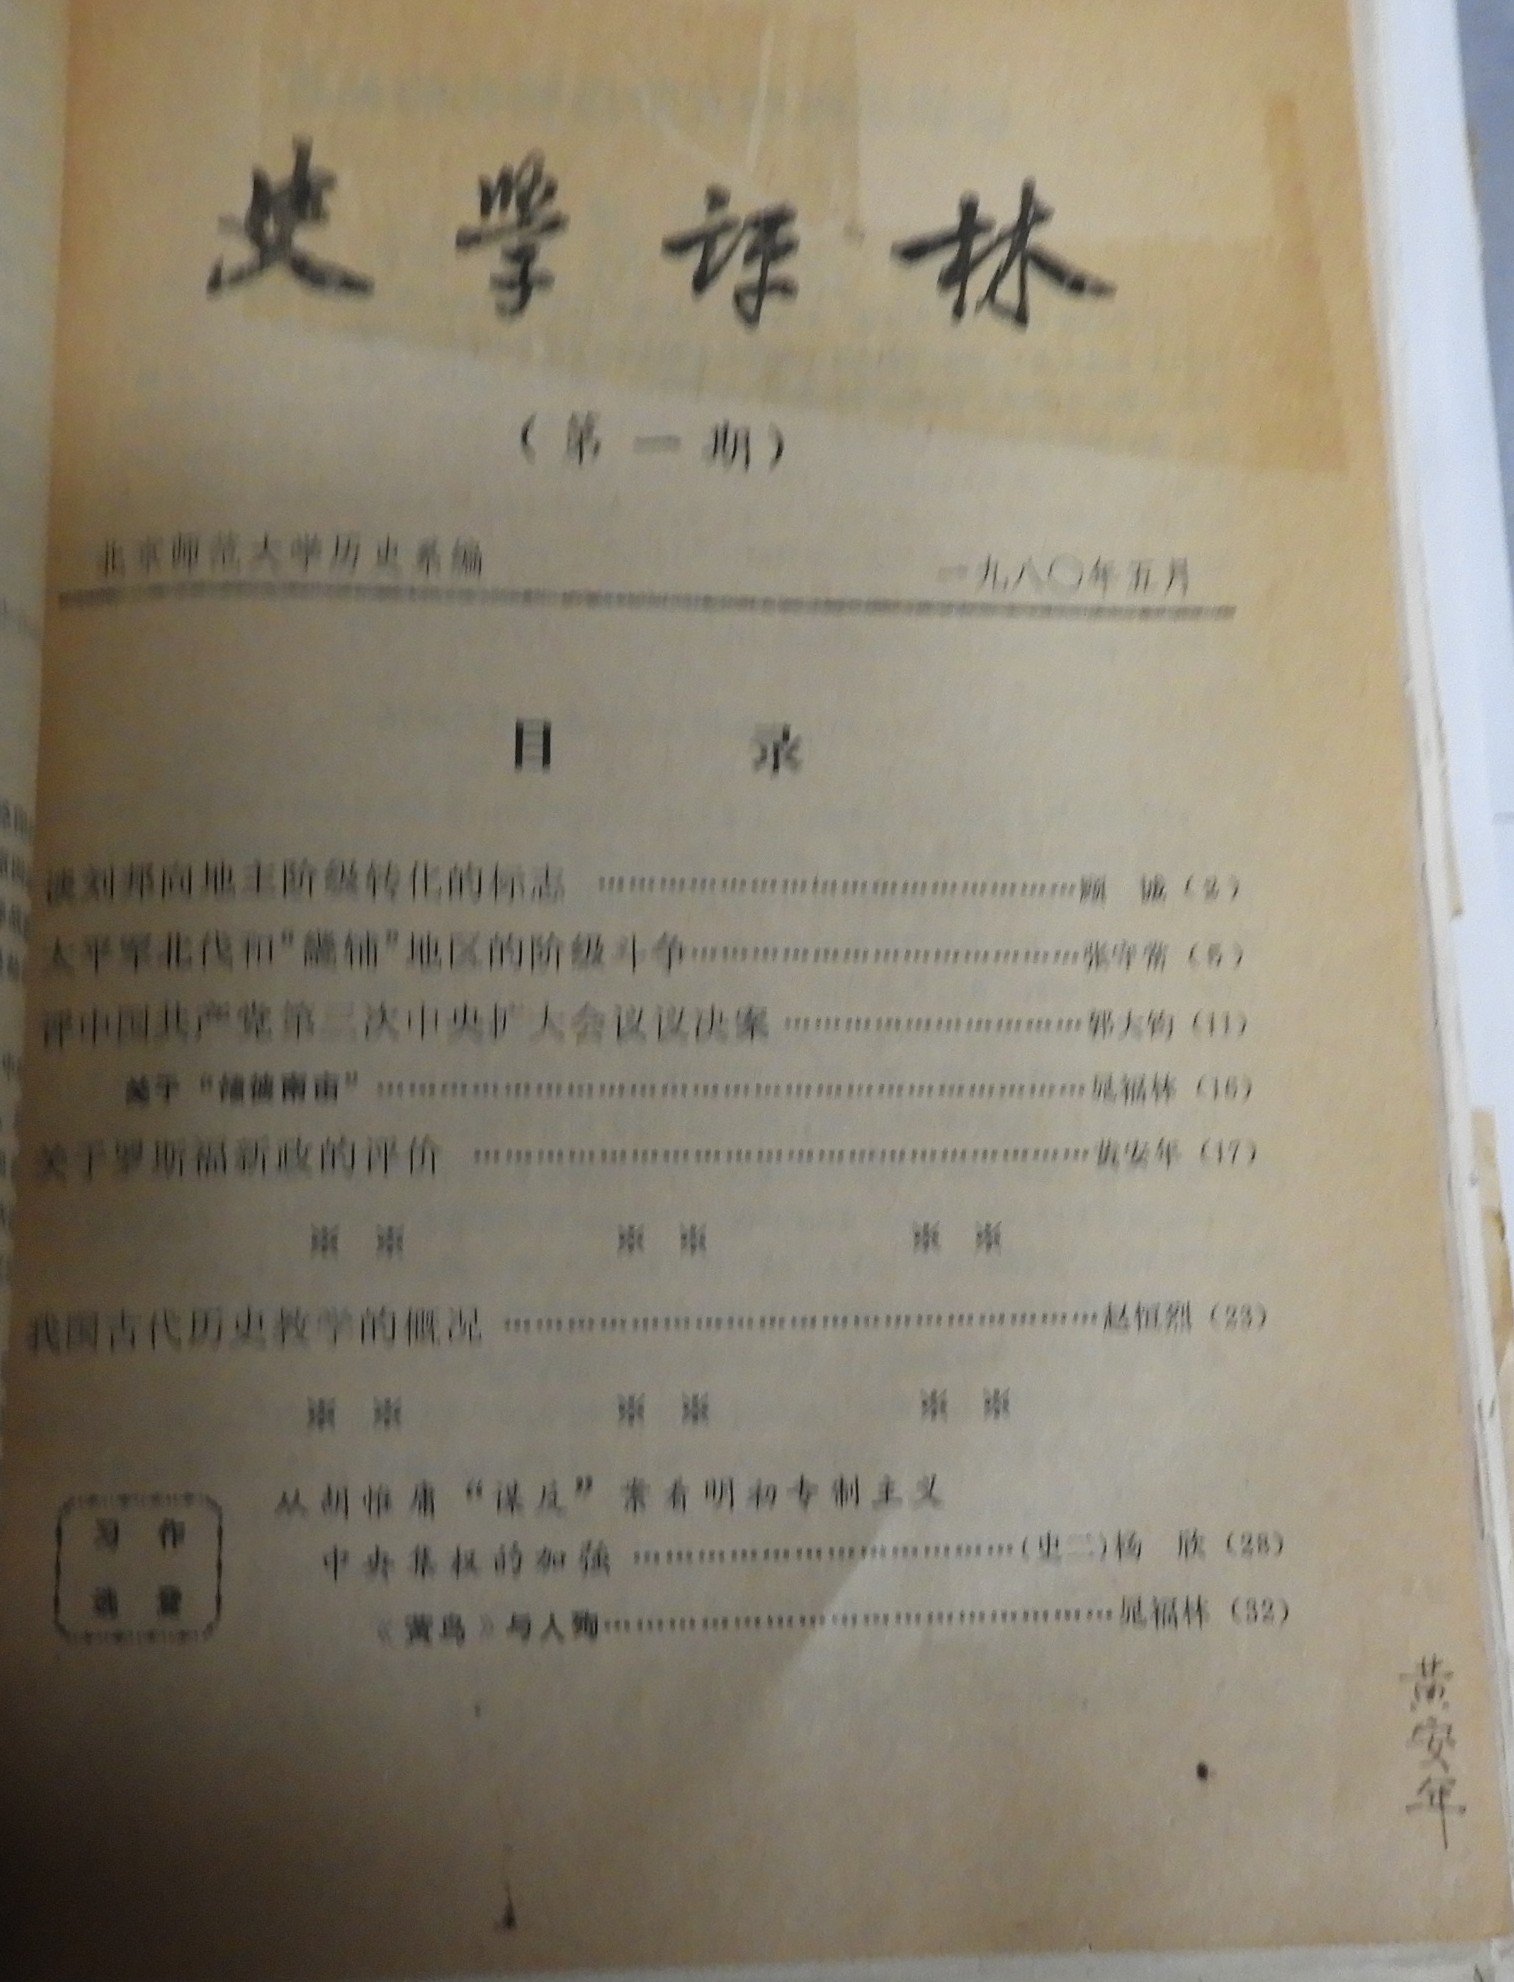 史学评林
（第一期）
北京师范大学历史系编 一九八〇年五月
目 录
谈刘邦向地主阶级转化的标志 ………………………………………… 顾 诚（2）
太平军北伐和“ 铺”地区的阶级斗争 ………………………………… 张守常（5）
评中国共产党第三次中央扩大会议议决案 ………………………… 郭大钧（11）
关于“ ” ……………………………………………………………… 晁福林（16）
关于罗斯福新政的评价 ……………………………………………… 黄安年（17）
※ ※ ※ ※ ※ ※
我国古代历史教学的概况 …………………………………………… 赵恒烈（23）
※ ※ ※ ※ ※ ※
习作
选登
从胡惟庸“谋反”案看明初专制主义
中央集权的加强 ………………………………（史二）杨 欣（28）
《黄鸟》与人殉 …………………………………………… 晁福林（32）
黄安年